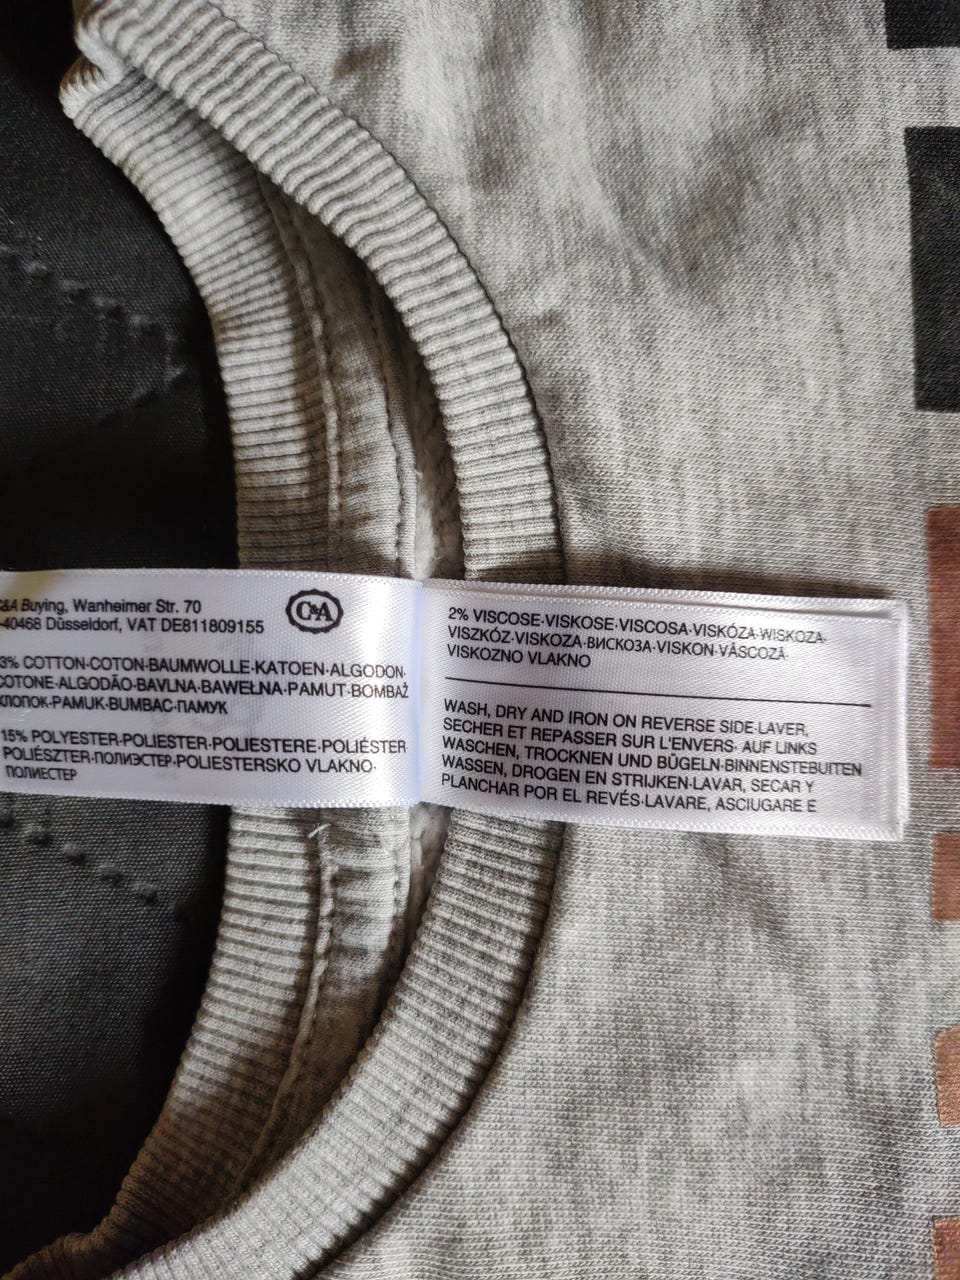 C&A Buying, Wanheimer Str. 70
-40468 Düsseldorf, VAT DE811809155
C&A
3% COTTON·COTON·BAUMWOLLE·KATOEN·ALGODON·
COTONE·ALGODÃO·BAVLNA·BAWEŁNA·PAMUT·BOMBAŽ
ХЛОПОК·PAMUK·BUMBAC·ПАМУК
15% POLYESTER·POLIESTER·POLIESTERE·POLIÉSTER·
POLIÉSZTER·ПОЛИЭСТЕР·POLIESTERSKO VLAKNO·
ПОЛИЕСТЕР
2% VISCOSE·VISKOSE·VISCOSA·VISKÓZA·WISKOZA·
VISZKÓZ·VISKOZA·ВИСКОЗА·VISKON·VÂSCOZĂ·
VISKOZNO VLAKNO
WASH, DRY AND IRON ON REVERSE SIDE·LAVER,
SECHER ET REPASSER SUR L'ENVERS· AUF LINKS
WASCHEN, TROCKNEN UND BÜGELN·BINNENSTEBUITEN
WASSEN, DROGEN EN STRIJKEN·LAVAR, SECAR Y
PLANCHAR POR EL REVÉS·LAVARE, ASCIUGARE E